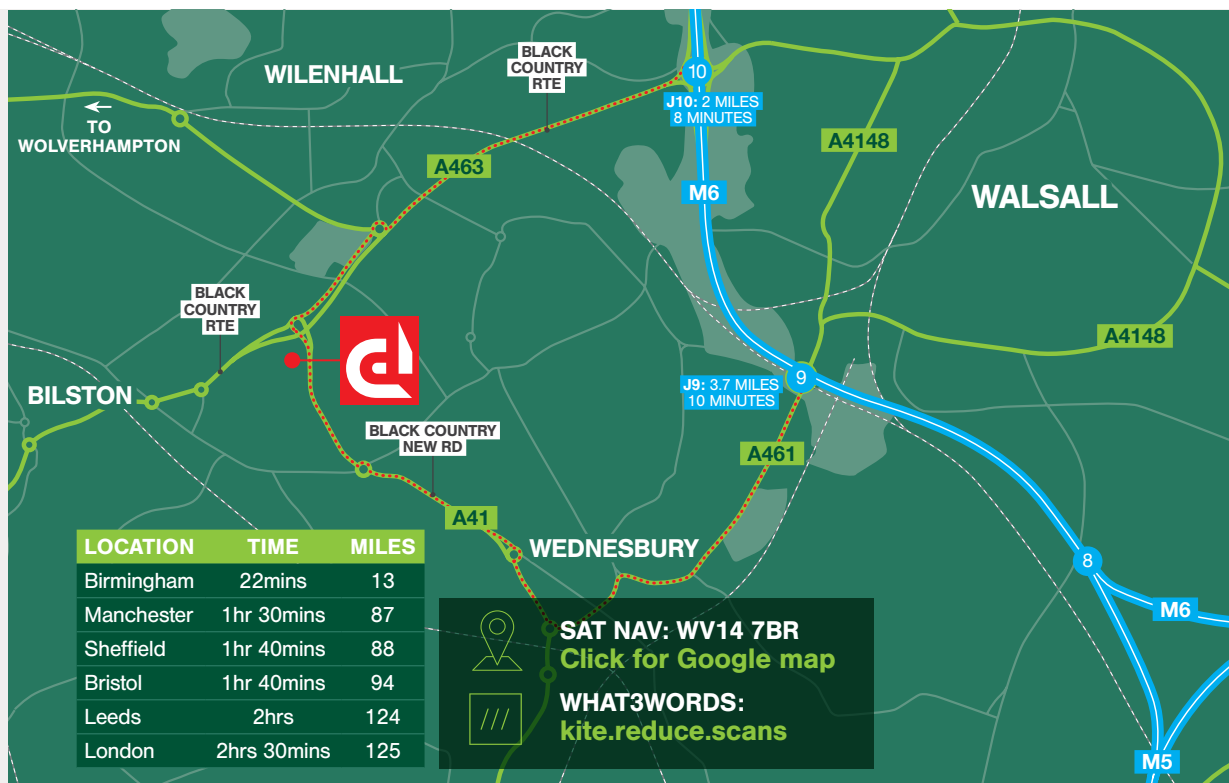 BLACK
COUNTRY
RTE
WILENHALL
10
J10: 2 MILES
8 MINUTES
TO
WOLVERHAMPTON
A4148
A463
M6
WALSALL
BLACK
COUNTRY
RTE
A4148
BILSTON
9
J9: 3.7 MILES
10 MINUTES
BLACK COUNTRY
NEW RD
A461
A41
WEDNESBURY
8
M6
M5
LOCATION TIME MILES
Birmingham 22mins 13
Manchester 1hr 30mins 87
Sheffield 1hr 40mins 88
Bristol 1hr 40mins 94
Leeds 2hrs 124
London 2hrs 30mins 125
SAT NAV: WV14 7BR
Click for Google map
WHAT3WORDS:
kite.reduce.scans